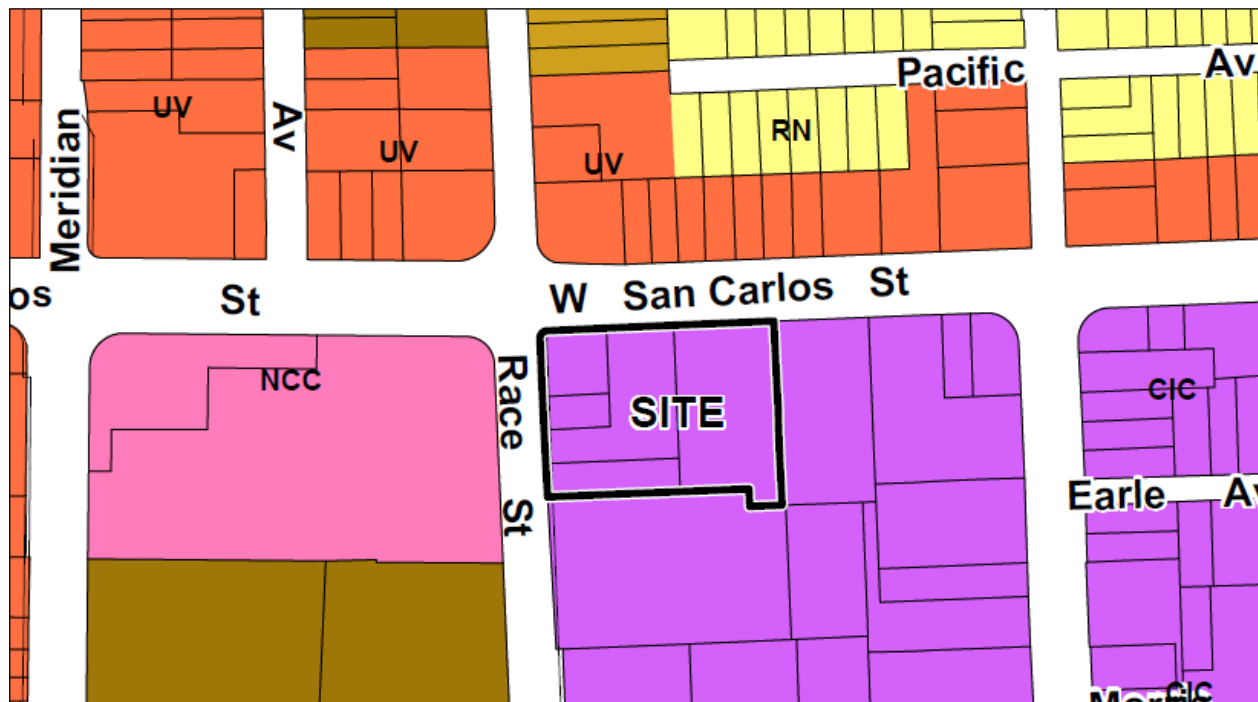 Pacific
Av
UV
Av
UV
UV
RN
Meridian
os
St
W San Carlos St
NCC
Race
St
SITE
CIC
Earle
Av
CIC